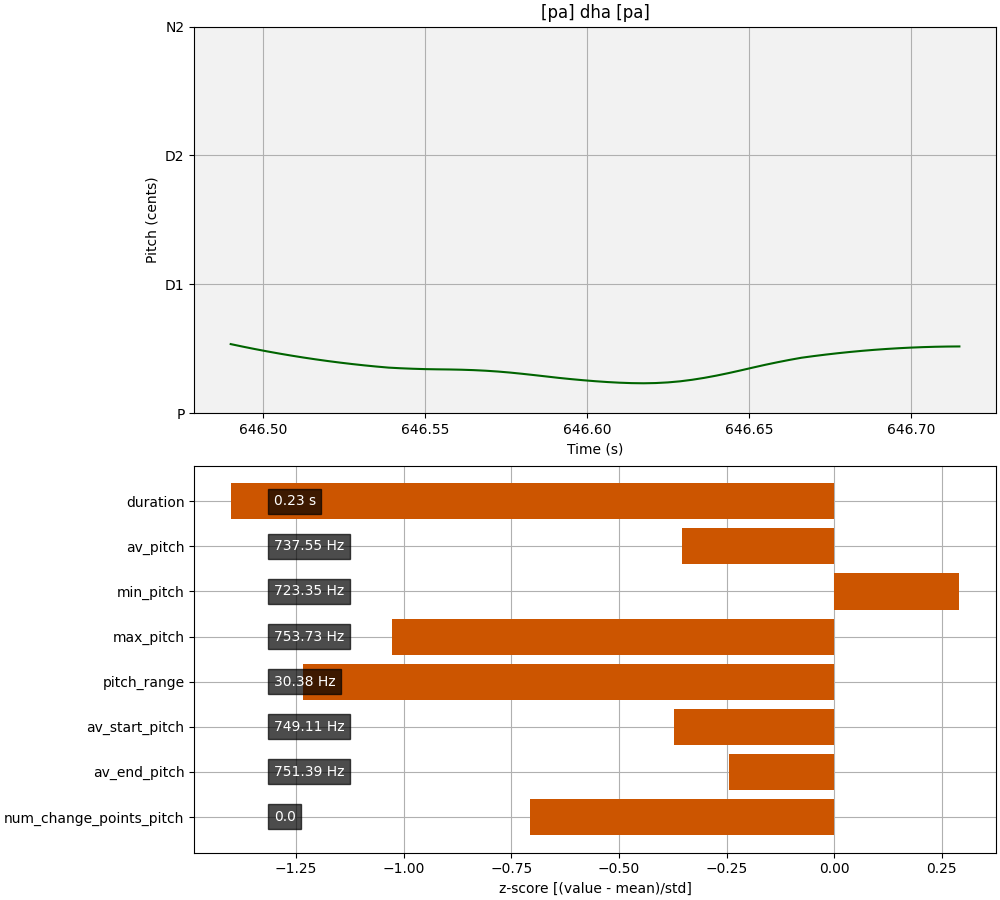 [pa] dha [pa]
N2
D2
D1
P
Pitch (cents)
646.50 646.55 646.60 646.65 646.70
Time (s)
duration 0.23 s
av_pitch 737.55 Hz
min_pitch 723.35 Hz
max_pitch 753.73 Hz
pitch_range 30.38 Hz
av_start_pitch 749.11 Hz
av_end_pitch 751.39 Hz
num_change_points_pitch 0.0
−1.25 −1.00 −0.75 −0.50 −0.25 0.00 0.25
z-score [(value - mean)/std]